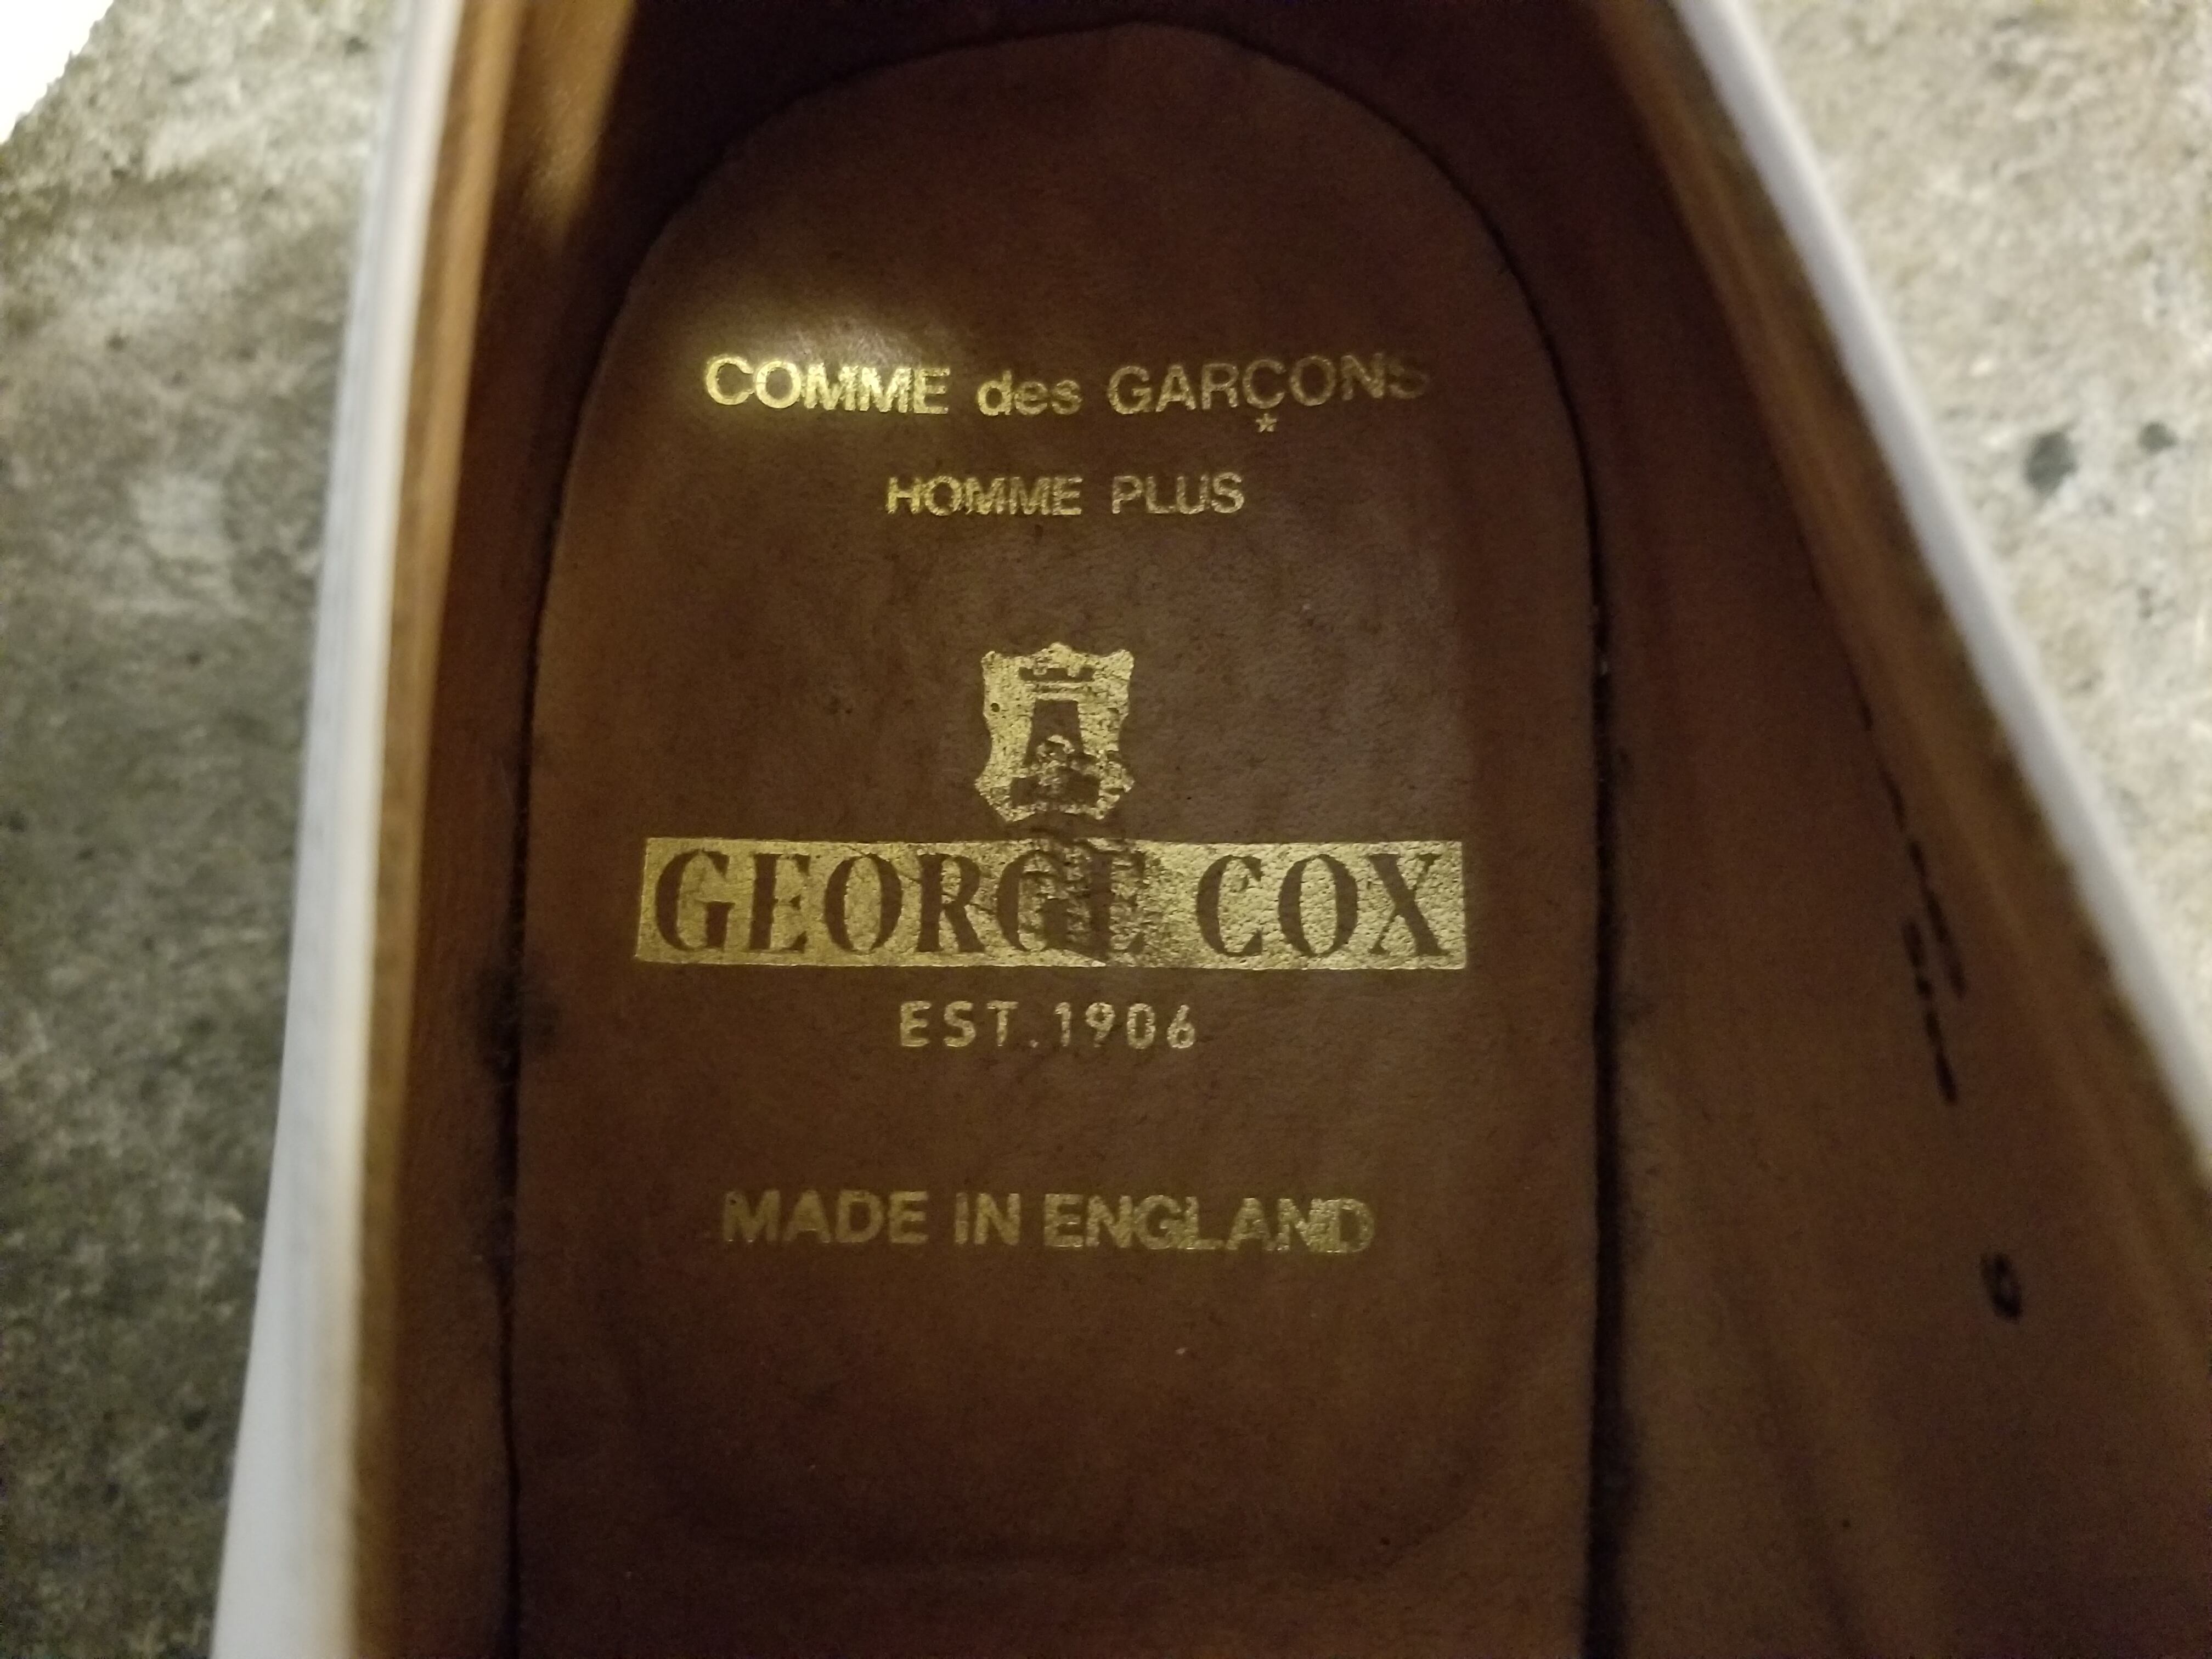 COMME des GARÇONS
HOMME PLUS
GEORGE COX
EST.1906
MADE IN ENGLAND